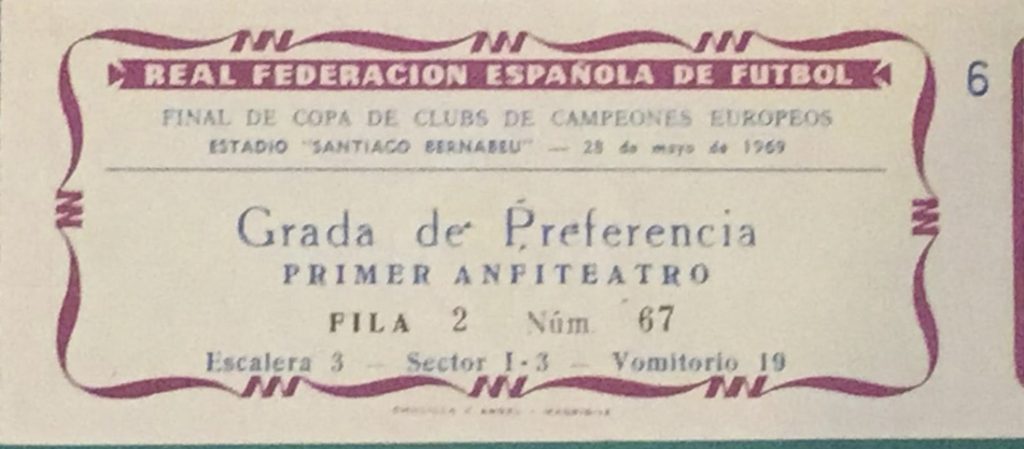 REAL FEDERACION ESPAÑOLA DE FUTBOL
6
FINAL DE COPA DE CLUBS DE CAMPEONES EUROPEOS
ESTADIO "SANTIAGO BERNABEU" — 28 de mayo de 1969
Grada de Preferencia
PRIMER ANFITEATRO
FILA 2 Núm. 67
Escalera 3 — Sector I-3 — Vomitorio 19